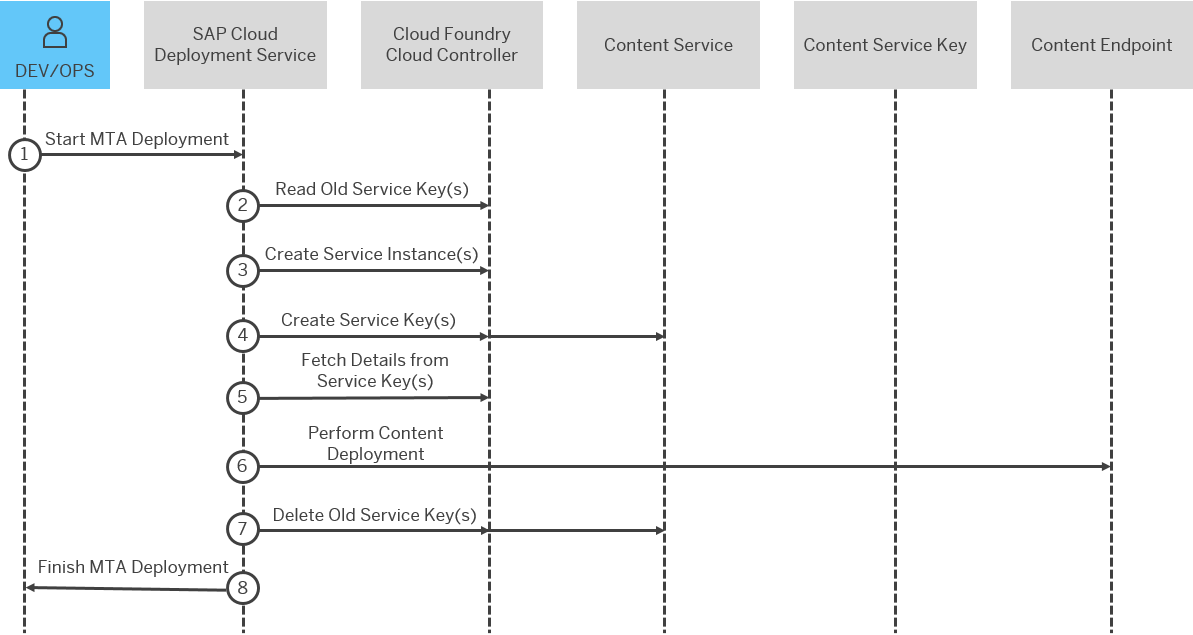 DEV/OPS
SAP Cloud
Deployment Service
Cloud Foundry
Cloud Controller
Content Service
Content Service Key
Content Endpoint
1
Start MTA Deployment
2
Read Old Service Key(s)
3
Create Service Instance(s)
4
Create Service Key(s)
5
Fetch Details from
Service Key(s)
6
Perform Content
Deployment
7
Delete Old Service Key(s)
8
Finish MTA Deployment